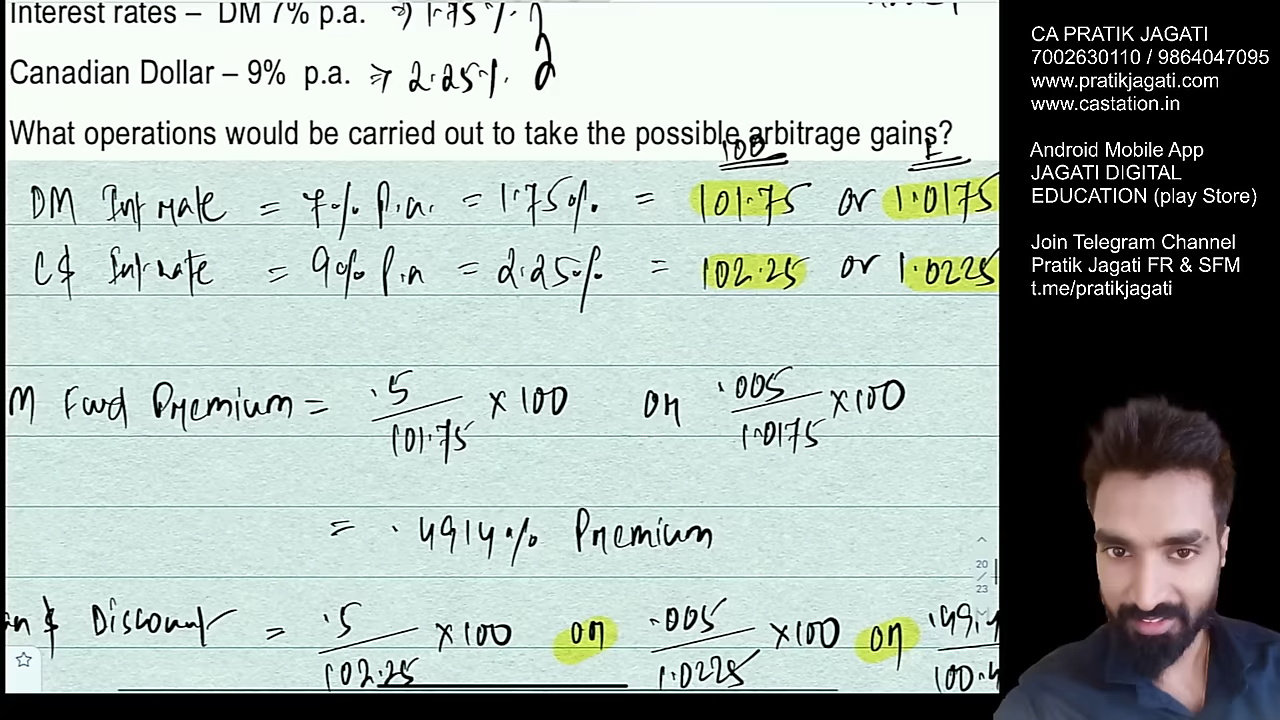 Interest rates – DM 7% p.a. ⇒ 1.75%.
Canadian Dollar – 9% p.a. ⇒ 2.25%.
What operations would be carried out to take the possible arbitrage gains?
100 1
DM Int rate = 7% P.a. = 1.75%. = 101.75 or 1.0175
C$ Int rate = 9% P.a = 2.25% = 102.25 or 1.0225
M Fwd Premium = .5/101.75 × 100 or .005/1.0175 × 100
= .4914% Premium
an $ Discount = .5/102.25 × 100 or .005/1.0225 × 100 or
20
/
23
CA PRATIK JAGATI
7002630110 / 9864047095
www.pratikjagati.com
www.castation.in
Android Mobile App
JAGATI DIGITAL
EDUCATION (play Store)
Join Telegram Channel
Pratik Jagati FR & SFM
t.me/pratikjagati